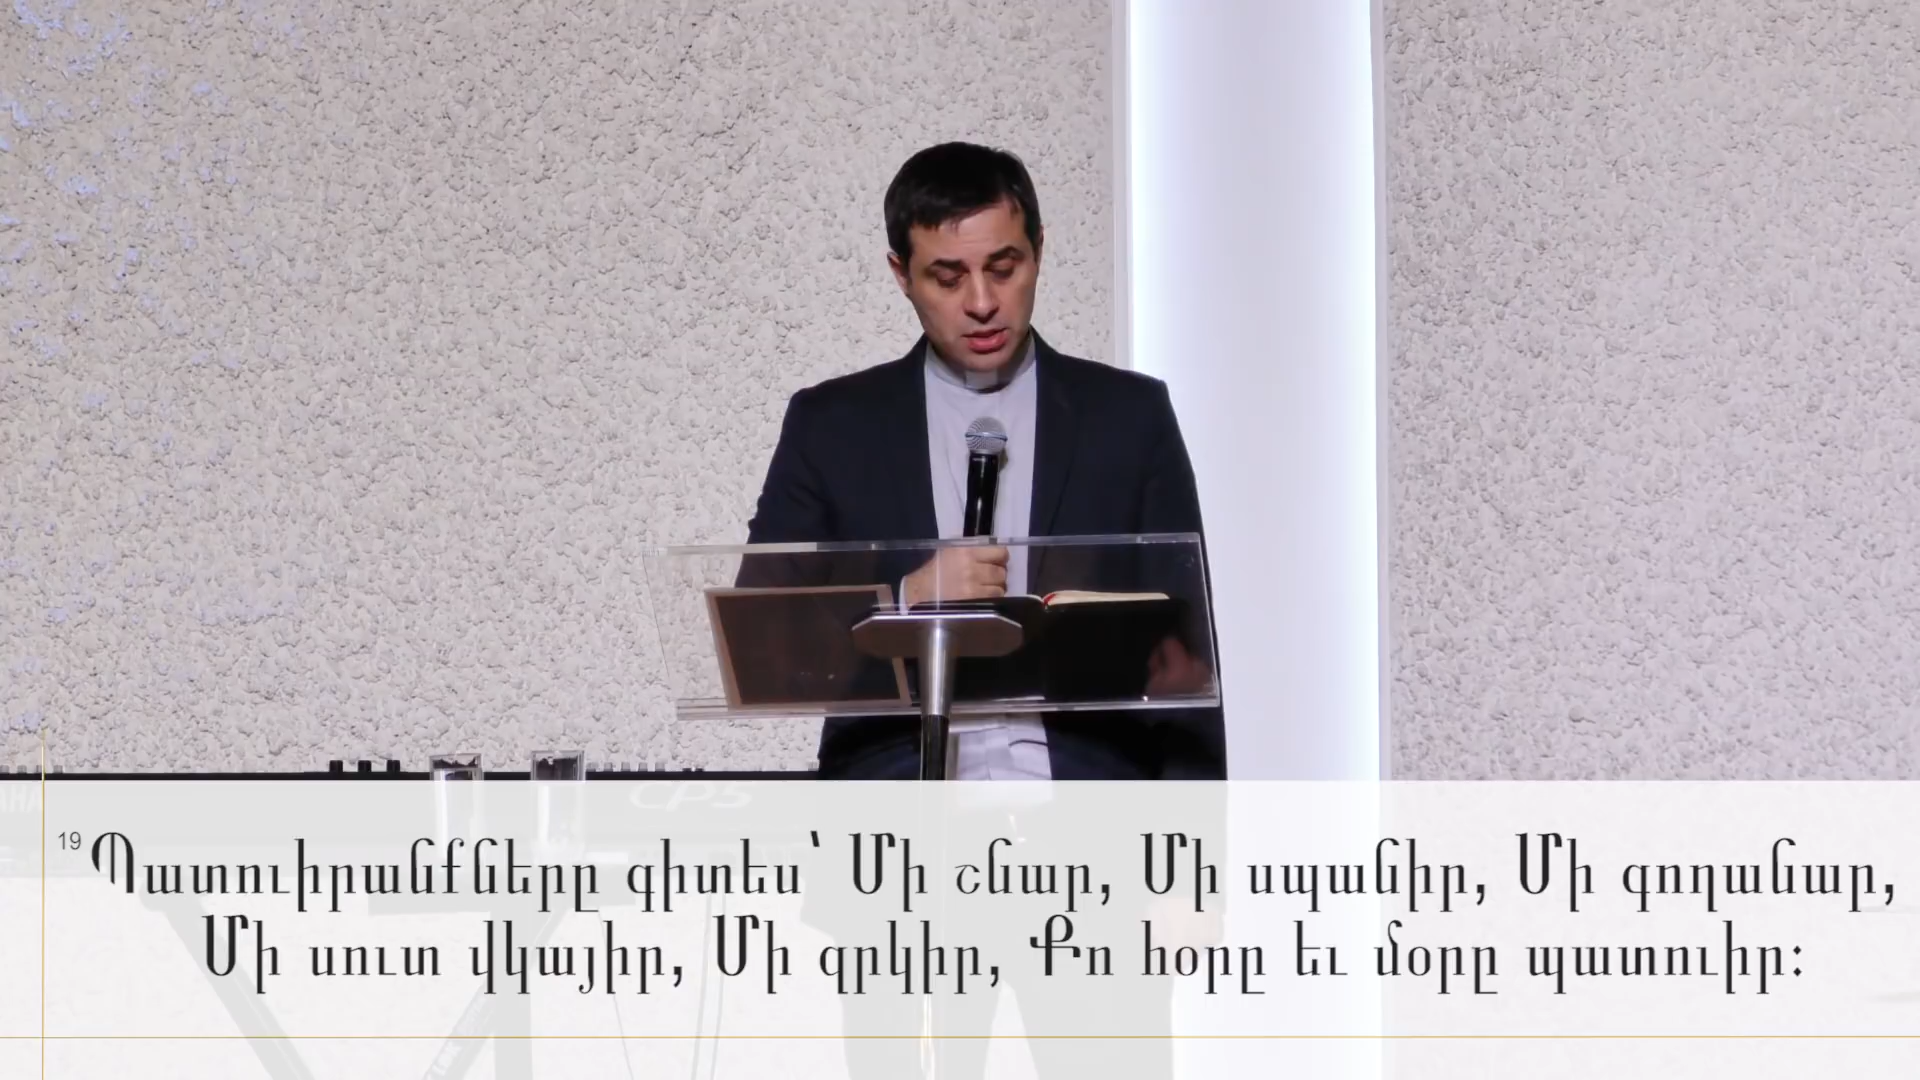 19 Պատուիրանքները գիտես՝ Մի շնար, Մի սպանիր, Մի գողանար,
Մի սուտ վկայիր, Մի զրկիր, Քո հօրը եւ մօրը պատուիր:
CP5